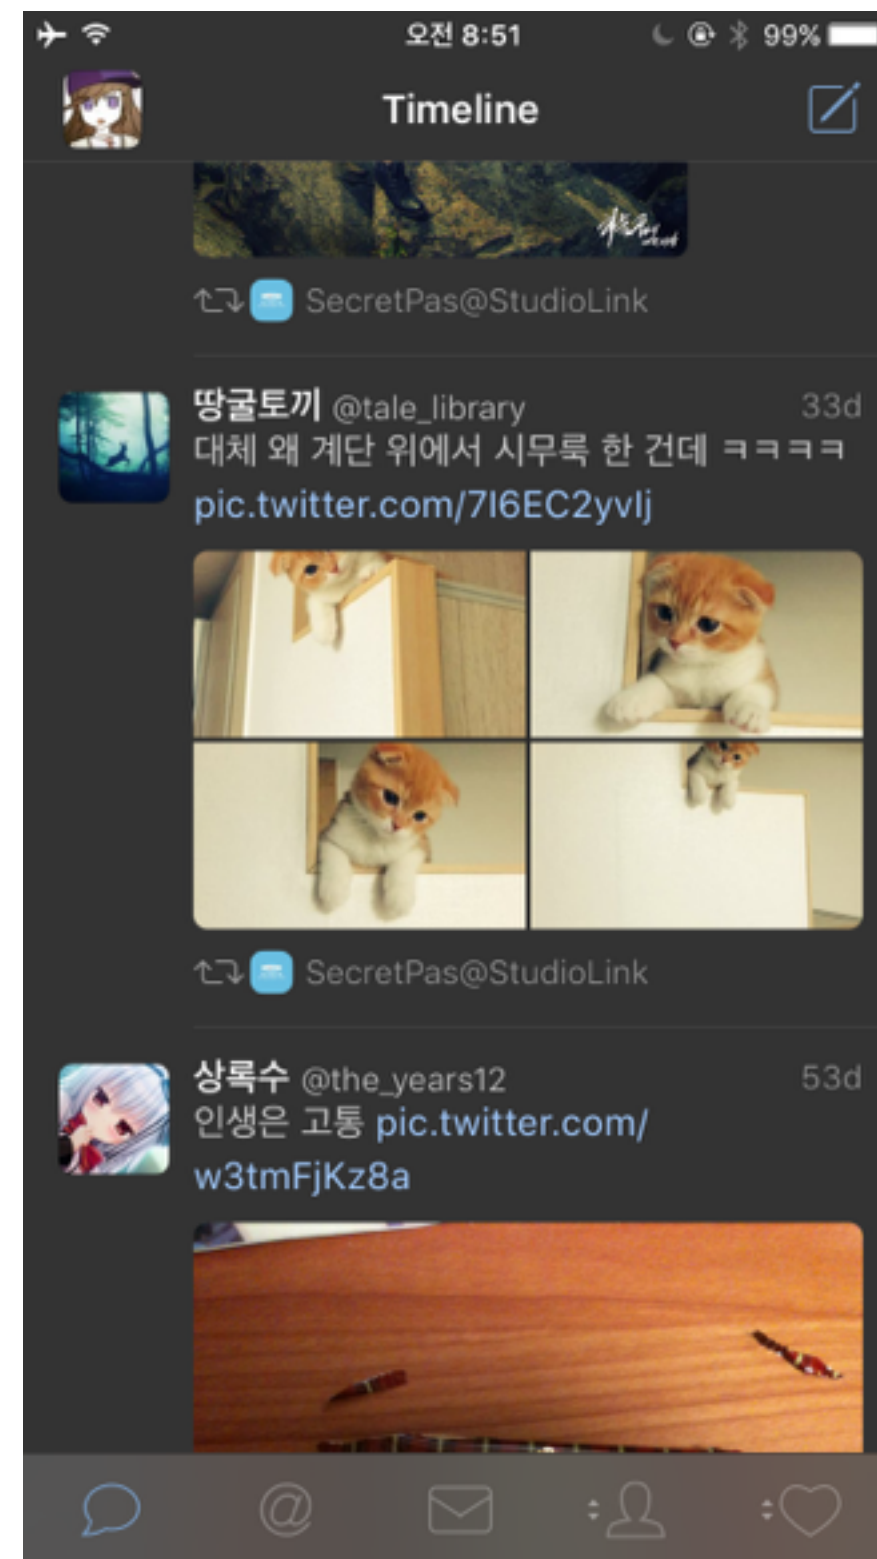 오전 8:51
99%
Timeline
SecretPas@StudioLink
땅굴토끼 @tale_library 33d
대체 왜 계단 위에서 시무룩 한 건데 ㅋㅋㅋㅋ
pic.twitter.com/7I6EC2yvIj
SecretPas@StudioLink
상록수 @the_years12 53d
인생은 고통 pic.twitter.com/
w3tmFjKz8a
@